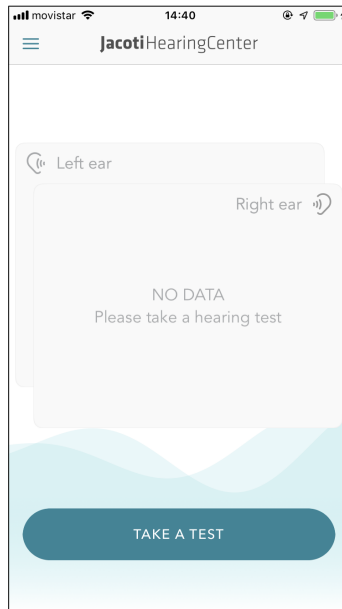 movistar 14:40
JacotiHearingCenter
Left ear
Right ear
NO DATA
Please take a hearing test
TAKE A TEST